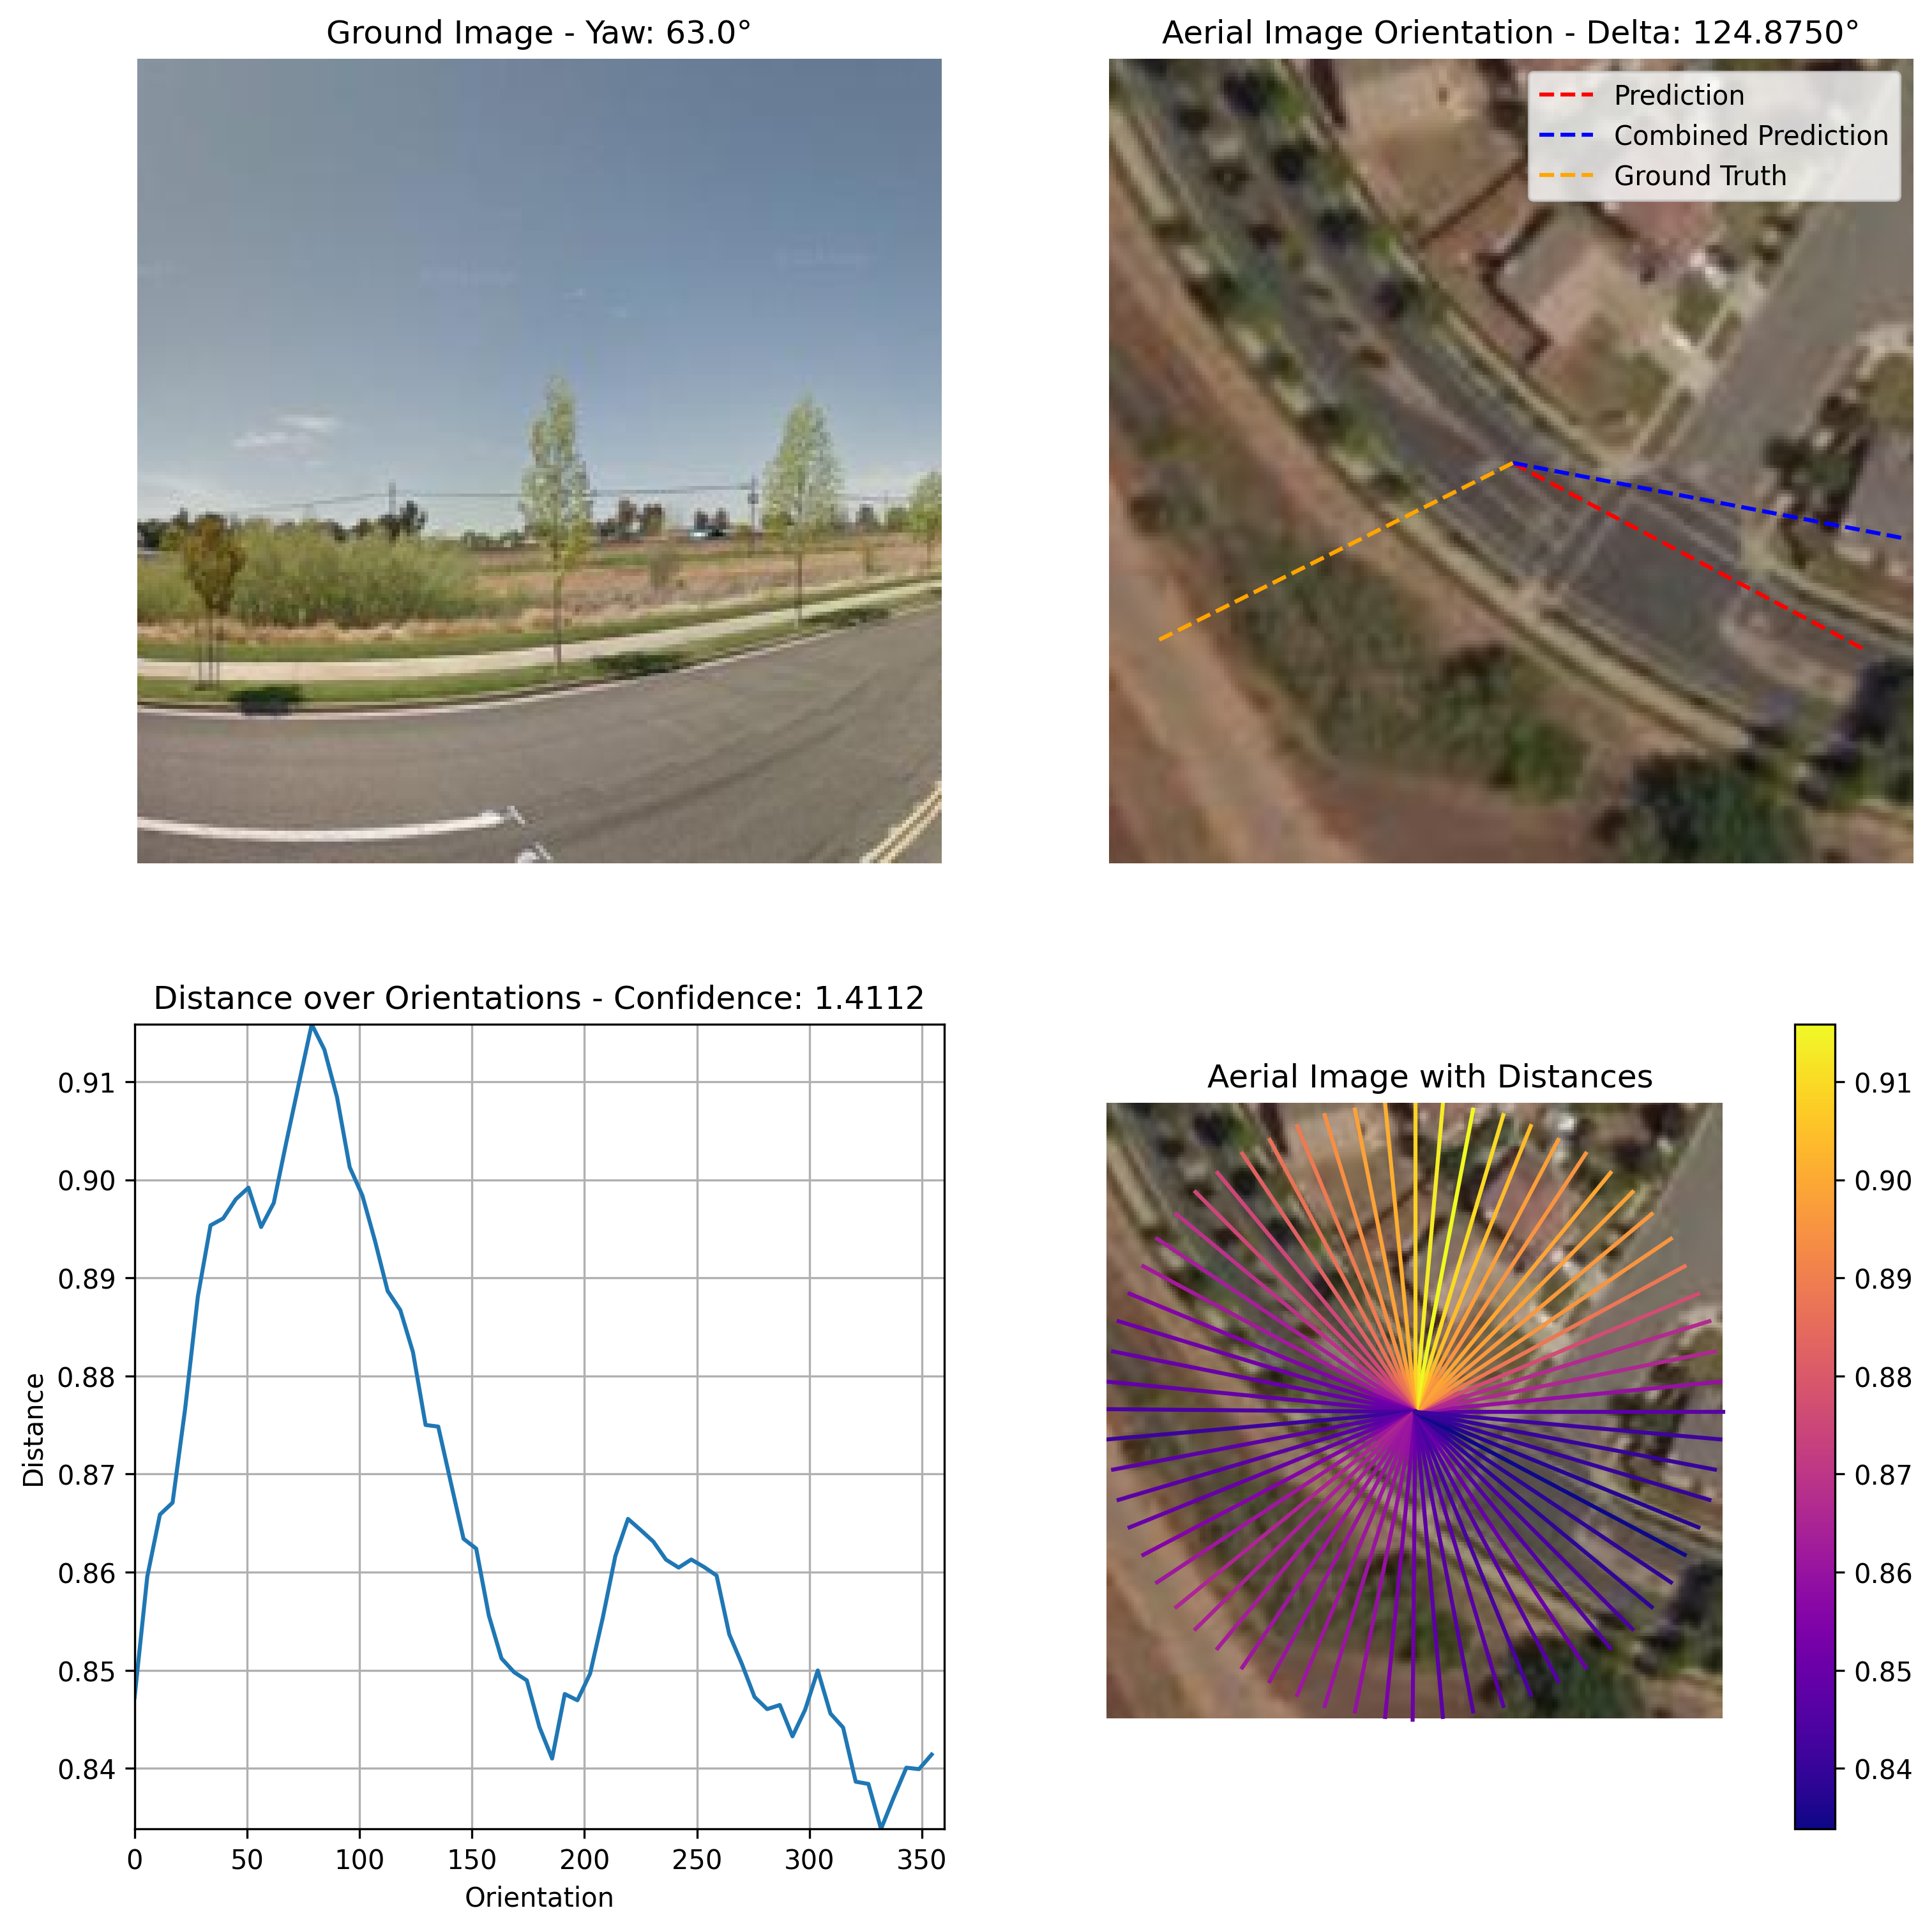 Ground Image - Yaw: 63.0°
Aerial Image Orientation - Delta: 124.8750°
Prediction
Combined Prediction
Ground Truth
Distance over Orientations - Confidence: 1.4112
0.91
0.90
0.89
0.88
0.87
0.86
0.85
0.84
Distance
0 50 100 150 200 250 300 350
Orientation
Aerial Image with Distances
0.91
0.90
0.89
0.88
0.87
0.86
0.85
0.84